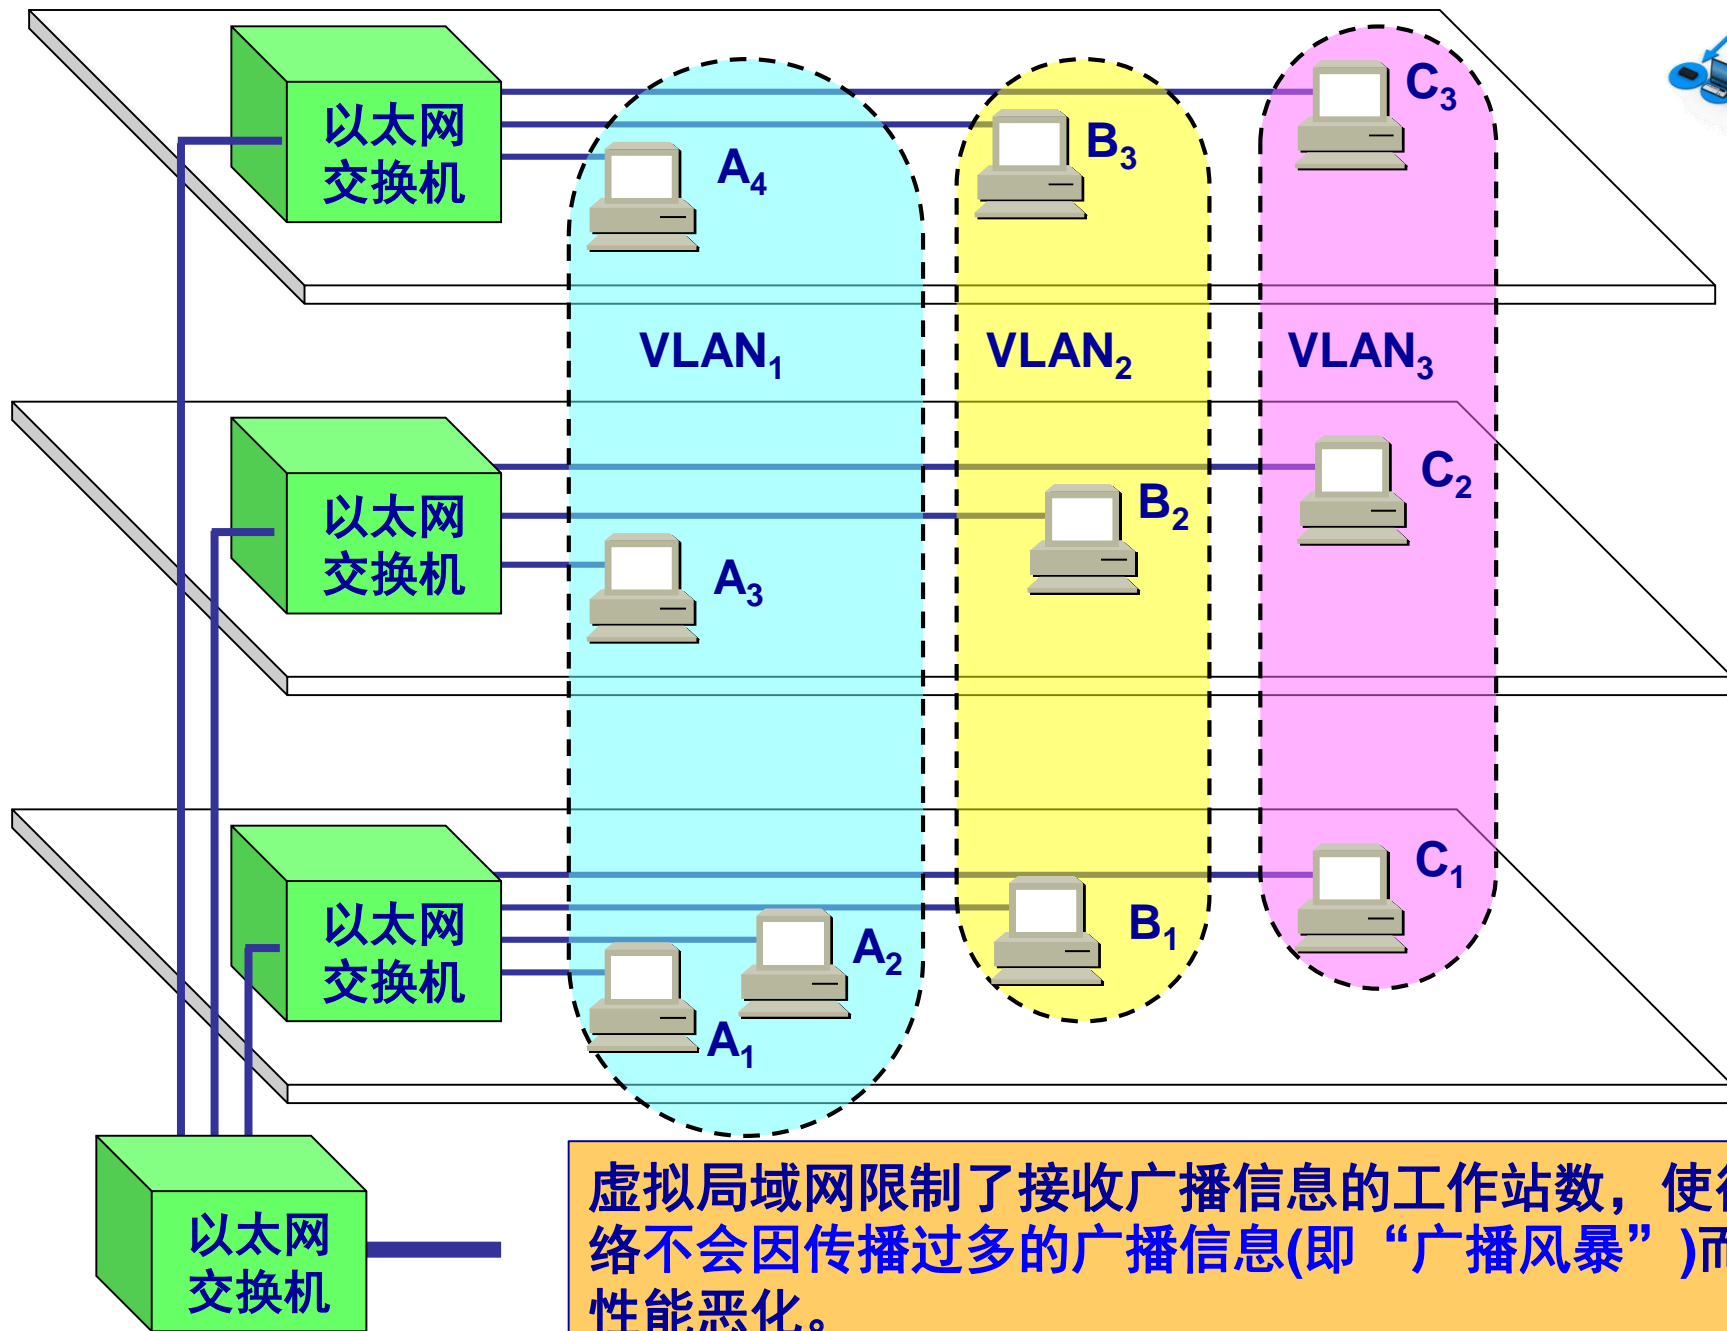 以太网
交换机
A4
B3
C3
VLAN1
VLAN2
VLAN3
以太网
交换机
A3
B2
C2
以太网
交换机
A1
A2
B1
C1
以太网
交换机
虚拟局域网限制了接收广播信息的工作站数，使
络不会因传播过多的广播信息(即“广播风暴”)而
性能恶化。